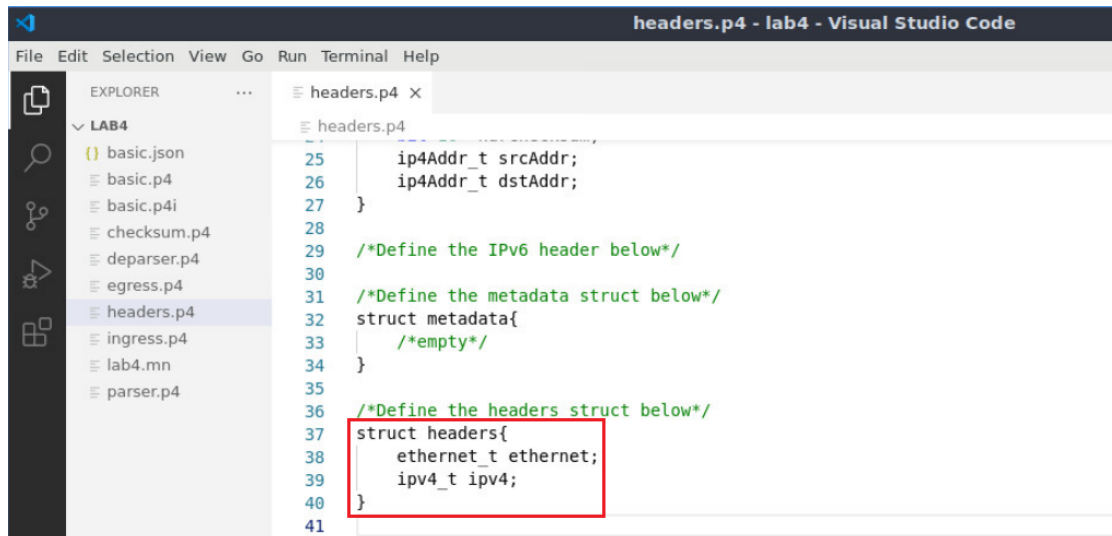 headers.p4 - lab4 - Visual Studio Code
File Edit Selection View Go Run Terminal Help
EXPLORER ... headers.p4 ×
LAB4 headers.p4
{} basic.json
basic.p4
basic.p4i
checksum.p4
deparser.p4
egress.p4
headers.p4
ingress.p4
lab4.mn
parser.p4
25 ip4Addr_t srcAddr;
26 ip4Addr_t dstAddr;
27 }
28
29 /*Define the IPv6 header below*/
30
31 /*Define the metadata struct below*/
32 struct metadata{
33 /*empty*/
34 }
35
36 /*Define the headers struct below*/
37 struct headers{
38 ethernet_t ethernet;
39 ipv4_t ipv4;
40 }
41